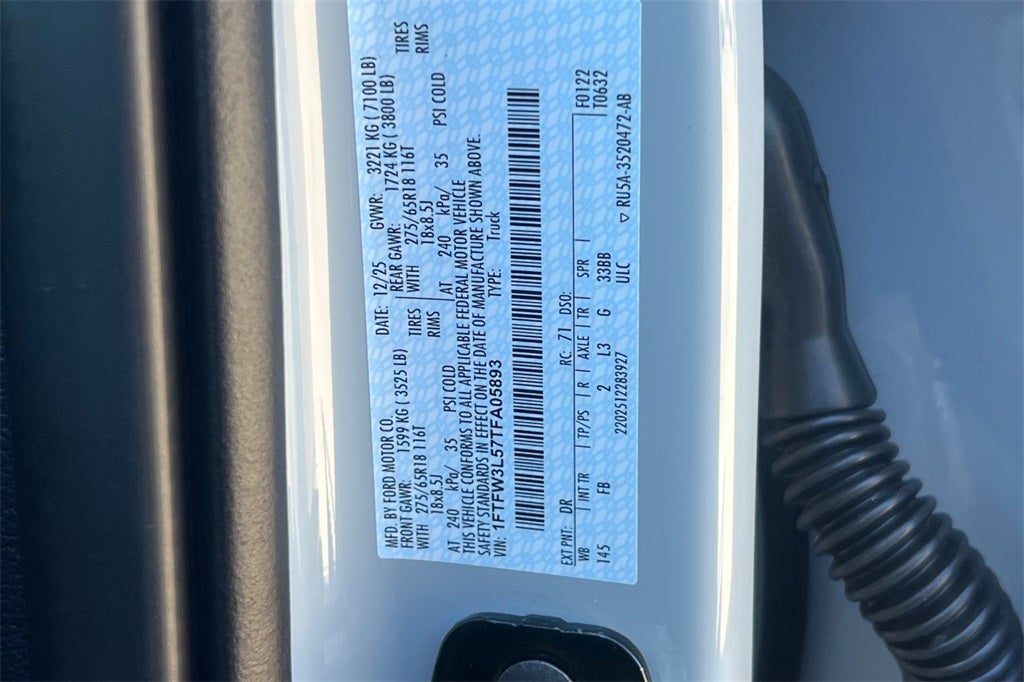 MFD. BY FORD MOTOR CO.
DATE: 12/25 GVWR: 3221 KG ( 7100 LB)
FRONT GAWR: 1599 KG ( 3525 LB) REAR GAWR: 1724 KG ( 3800 LB)
WITH 275/65R18 116T TIRES WITH 275/65R18 116T TIRES
18x8.5J RIMS 18x8.5J RIMS
AT 240 kPa/ 35 PSI COLD AT 240 kPa/ 35 PSI COLD
THIS VEHICLE CONFORMS TO ALL APPLICABLE FEDERAL MOTOR VEHICLE
SAFETY STANDARDS IN EFFECT ON THE DATE OF MANUFACTURE SHOWN ABOVE.
VIN: 1FTFW3L57TFA05893 TYPE: Truck
EXT PNT: DR RC: 71 DSO: F0122
WB INT TR TP/PS R AXLE TR SPR T0632
145 FB 2 L3 G 33BB
2202512283927 ULC ▽ RU5A-3520472-AB